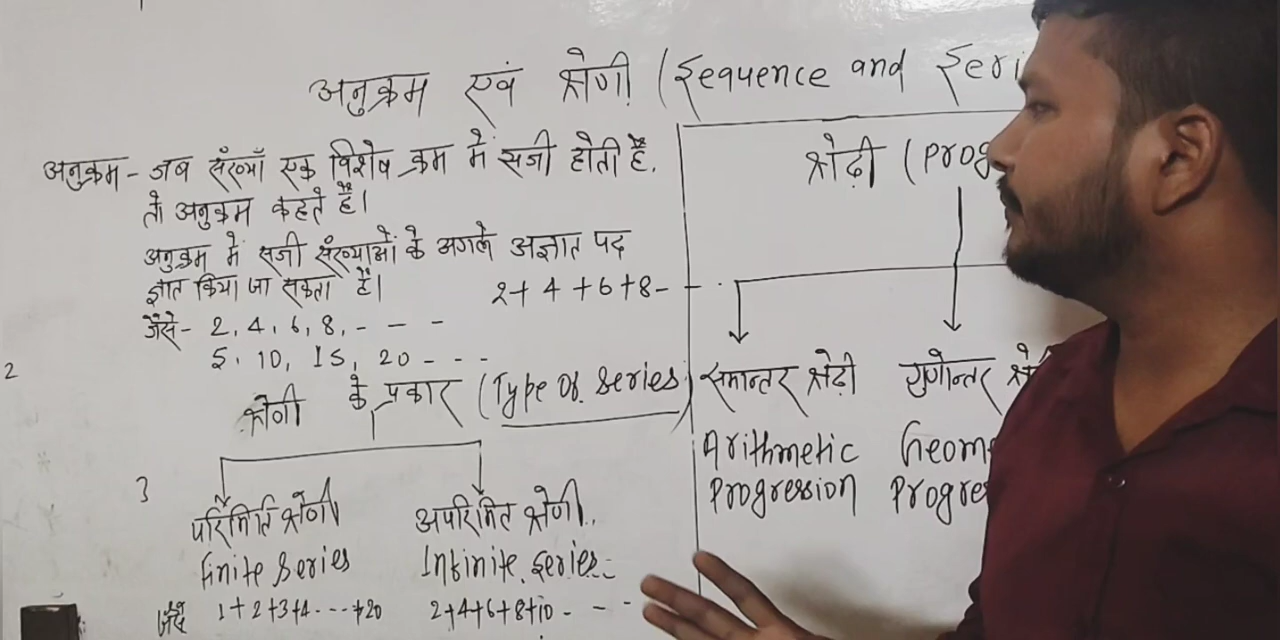 अनुक्रम एवं श्रेणी (Sequence and Seri
अनुक्रम - जब संख्याँ एक विशेष क्रम में सजी होती है,
तो अनुक्रम कहते हैं।
अनुक्रम में सजी संख्याओं के अगले अज्ञात पद
ज्ञात किया जा सकता है।
2+4+6+8- - .
जैसे- 2, 4, 6, 8, - - -
5, 10, 15, 20 - - -
2
श्रेणी के प्रकार (Type of Series)
3
परिमित श्रेणी
Finite Series
जैसे 1+2+3+4 - - - +20
अपरिमित श्रेणी
Infinite Series
2+4+6+8+10 - - -
श्रेढ़ी (Prog
समान्तर श्रेढ़ी
Arithmetic
Progression
गुणोन्तर श्रे
Geom
Progre